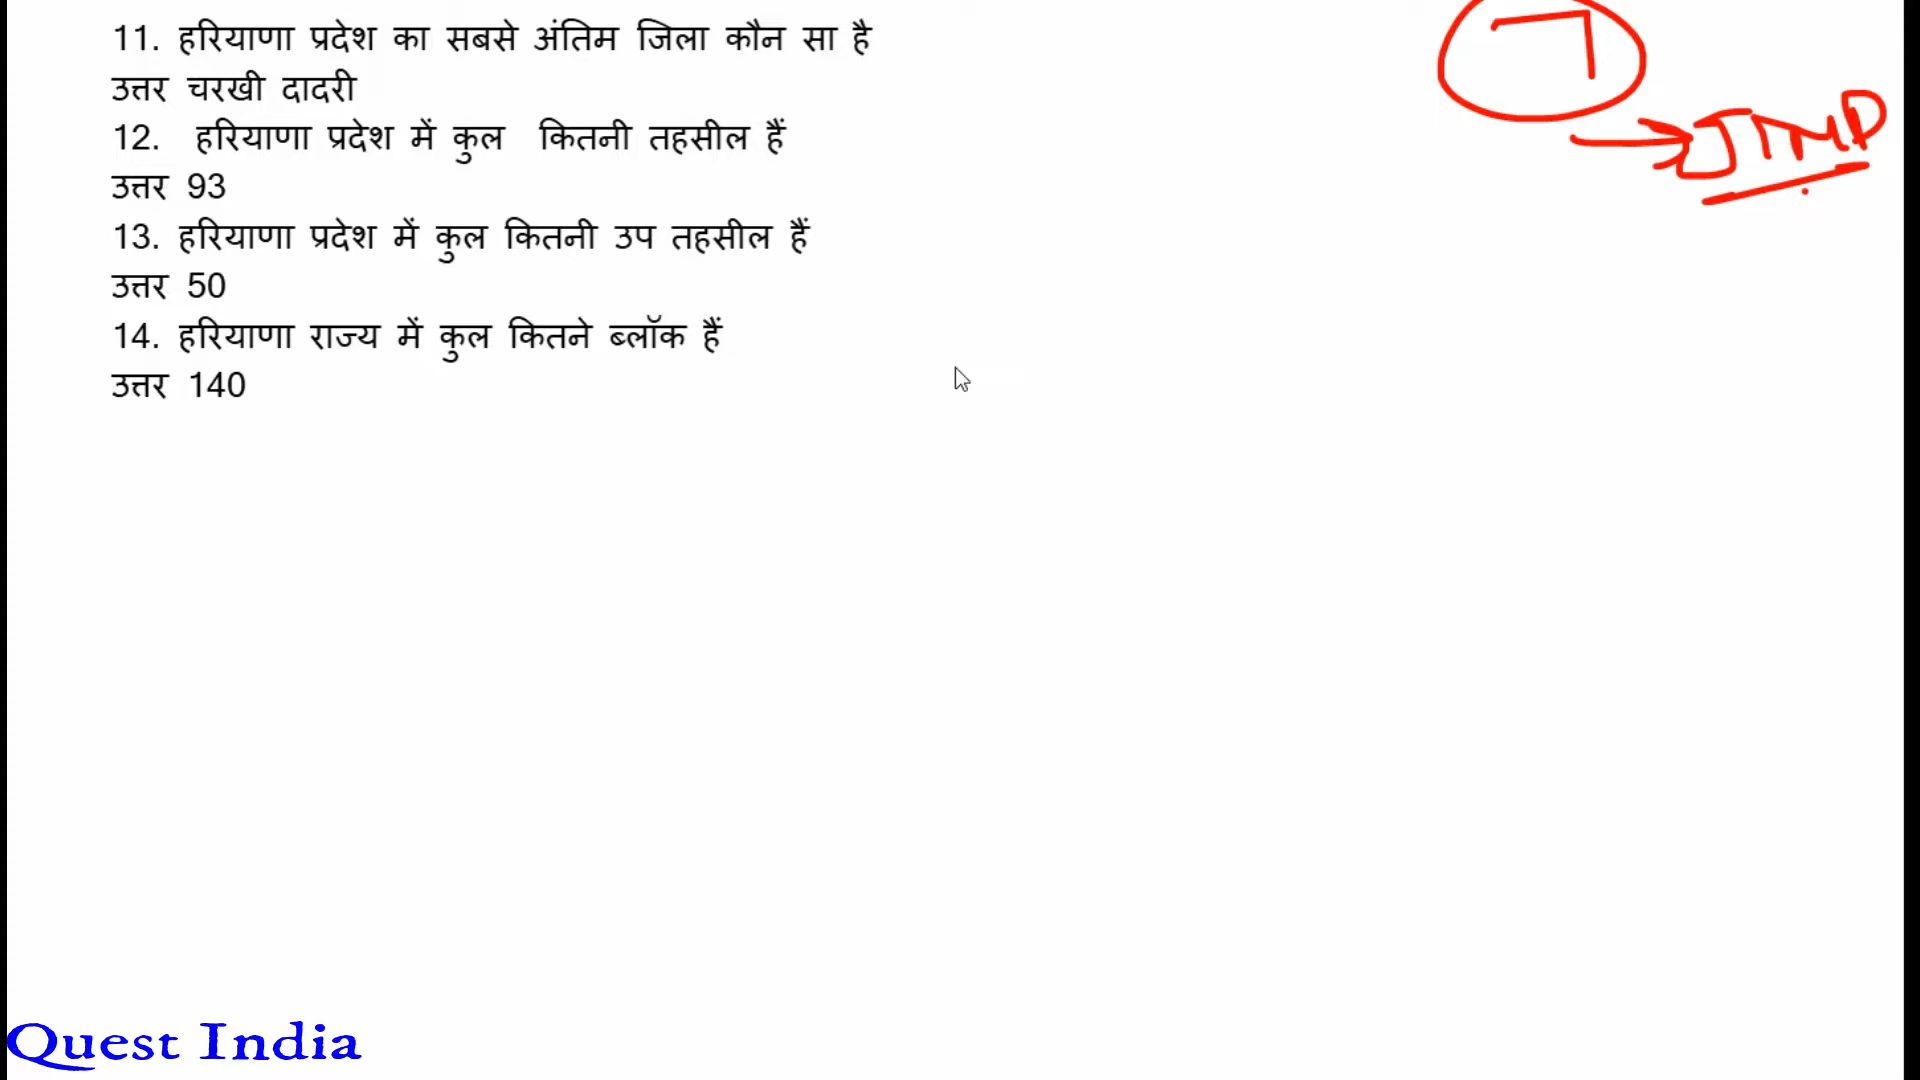 11. हरियाणा प्रदेश का सबसे अंतिम जिला कौन सा है
उत्तर चरखी दादरी
12. हरियाणा प्रदेश में कुल कितनी तहसील हैं
उत्तर 93
13. हरियाणा प्रदेश में कुल कितनी उप तहसील हैं
उत्तर 50
14. हरियाणा राज्य में कुल कितने ब्लॉक हैं
उत्तर 140
7
IMP
Quest India